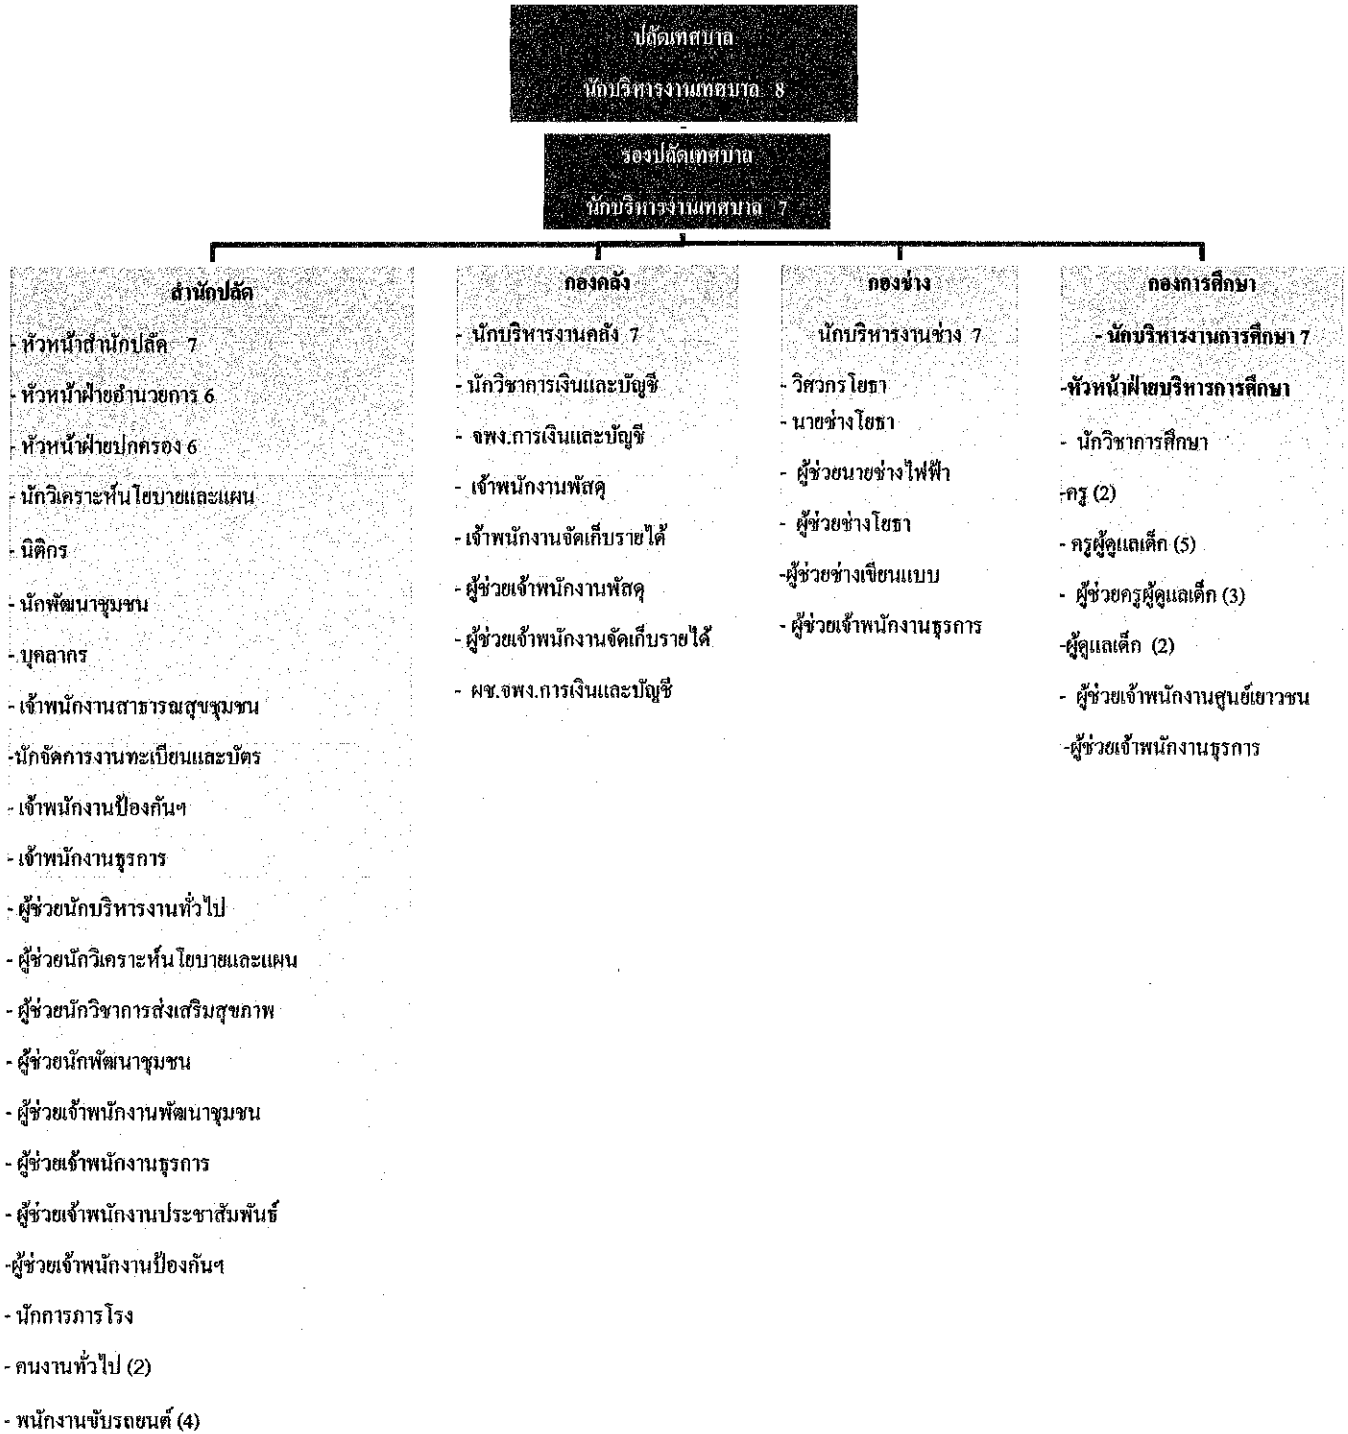 ปลัดเทศบาล
นักบริหารงานเทศบาล 8
รองปลัดเทศบาล
นักบริหารงานเทศบาล 7
สำนักปลัด
- หัวหน้าสำนักปลัด 7
- หัวหน้าฝ่ายอำนวยการ 6
- หัวหน้าฝ่ายปกครอง 6
- นักวิเคราะห์นโยบายและแผน
- นิติกร
- นักพัฒนาชุมชน
- บุคลากร
- เจ้าพนักงานสาธารณสุขชุมชน
-นักจัดการงานทะเบียนและบัตร
- เจ้าพนักงานป้องกันฯ
- เจ้าพนักงานธุรการ
- ผู้ช่วยนักบริหารงานทั่วไป
- ผู้ช่วยนักวิเคราะห์นโยบายและแผน
- ผู้ช่วยนักวิชาการส่งเสริมสุขภาพ
- ผู้ช่วยนักพัฒนาชุมชน
- ผู้ช่วยเจ้าพนักงานพัฒนาชุมชน
- ผู้ช่วยเจ้าพนักงานธุรการ
- ผู้ช่วยเจ้าพนักงานประชาสัมพันธ์
-ผู้ช่วยเจ้าพนักงานป้องกันฯ
- นักการภารโรง
- คนงานทั่วไป (2)
- พนักงานขับรถยนต์ (4)
กองคลัง
- นักบริหารงานคลัง 7
- นักวิชาการเงินและบัญชี
- จพง.การเงินและบัญชี
- เจ้าพนักงานพัสดุ
- เจ้าพนักงานจัดเก็บรายได้
- ผู้ช่วยเจ้าพนักงานพัสดุ
- ผู้ช่วยเจ้าพนักงานจัดเก็บรายได้
- ผช.จพง.การเงินและบัญชี
กองช่าง
นักบริหารงานช่าง 7
- วิศวกรโยธา
- นายช่างโยธา
- ผู้ช่วยนายช่างไฟฟ้า
- ผู้ช่วยช่างโยธา
-ผู้ช่วยช่างเขียนแบบ
- ผู้ช่วยเจ้าพนักงานธุรการ
กองการศึกษา
- นักบริหารงานการศึกษา 7
-หัวหน้าฝ่ายบริหารการศึกษา
- นักวิชาการศึกษา
-ครู (2)
- ครูผู้ดูแลเด็ก (5)
- ผู้ช่วยครูผู้ดูแลเด็ก (3)
-ผู้ดูแลเด็ก (2)
- ผู้ช่วยเจ้าพนักงานศูนย์เยาวชน
-ผู้ช่วยเจ้าพนักงานธุรการ